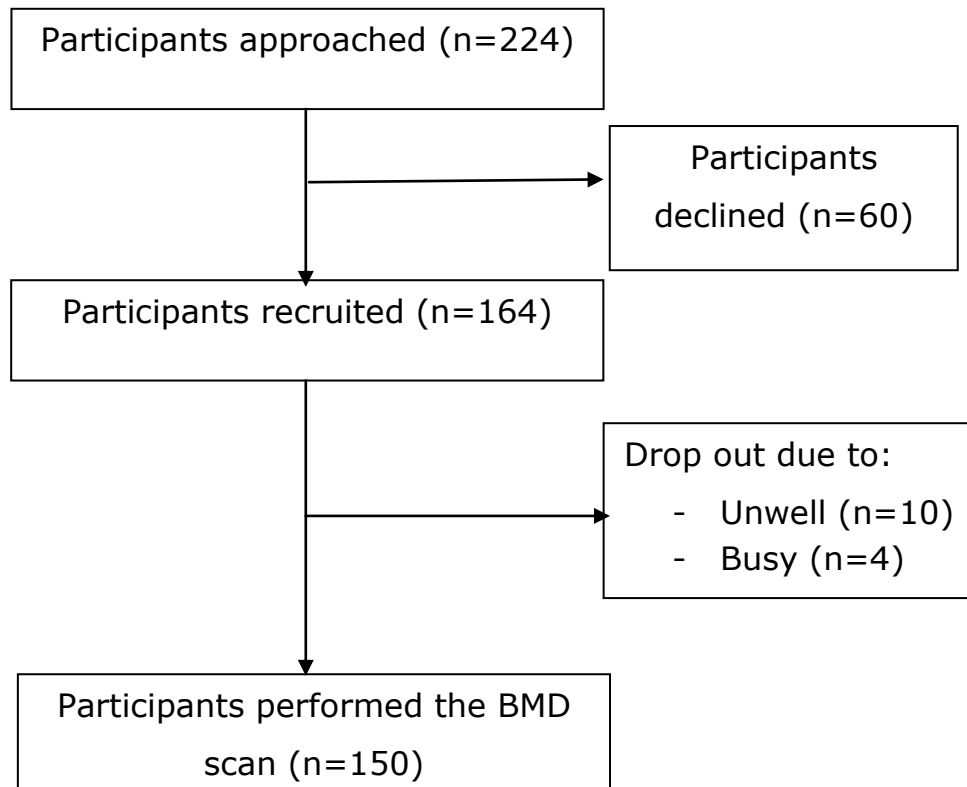 Participants approached (n=224)
Participants
declined (n=60)
Participants recruited (n=164)
Drop out due to:
- Unwell (n=10)
- Busy (n=4)
Participants performed the BMD
scan (n=150)